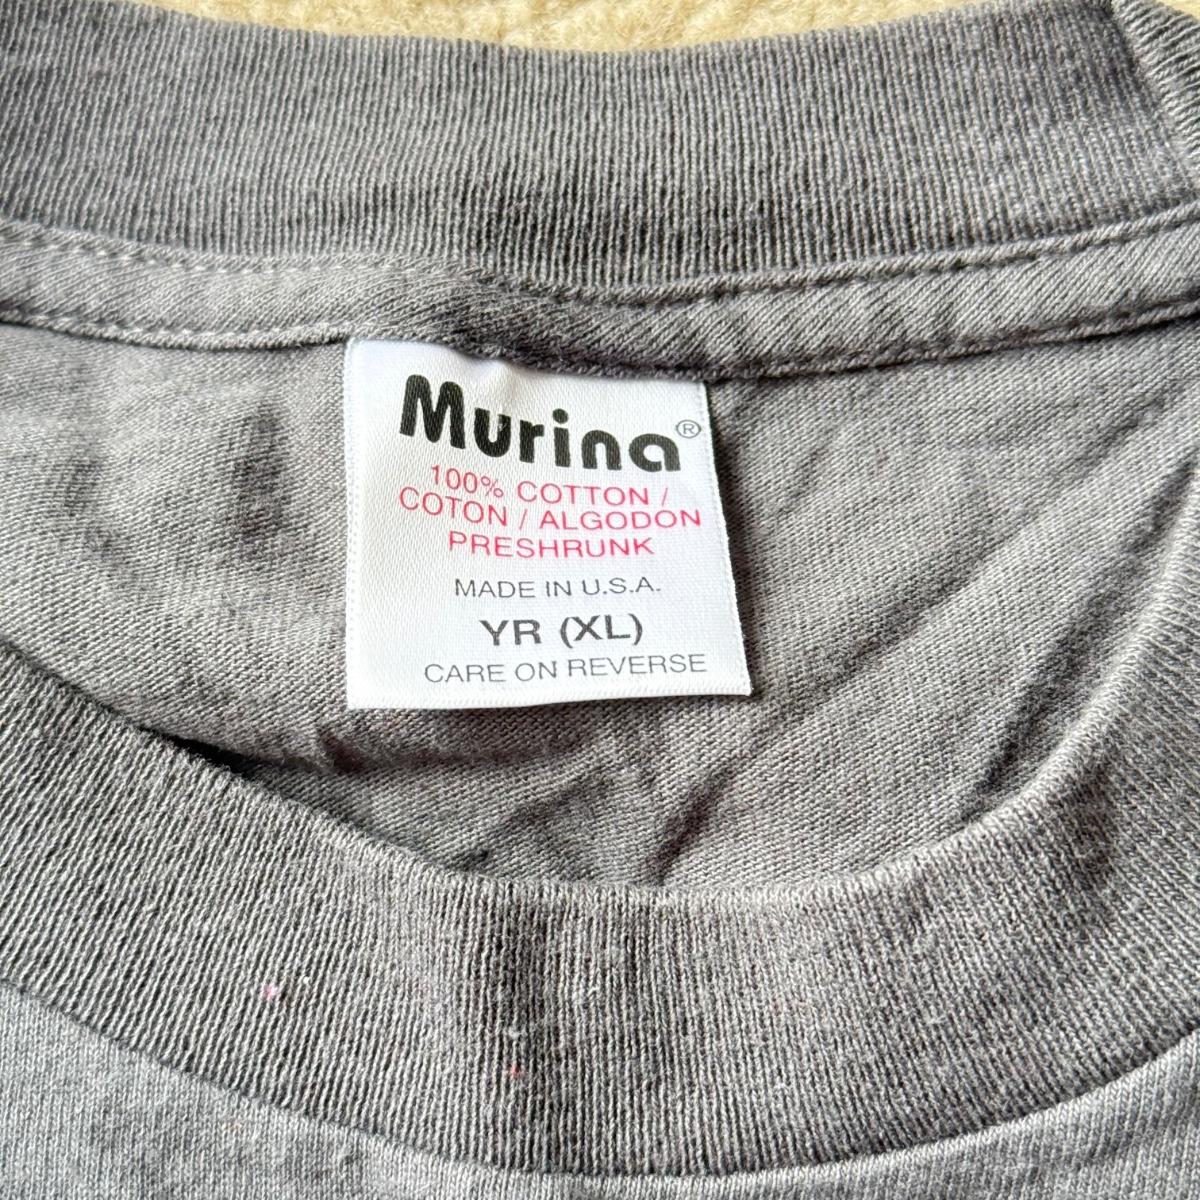 Murina®
100% COTTON /
COTON / ALGODON
PRESHRUNK
MADE IN U.S.A.
YR (XL)
CARE ON REVERSE